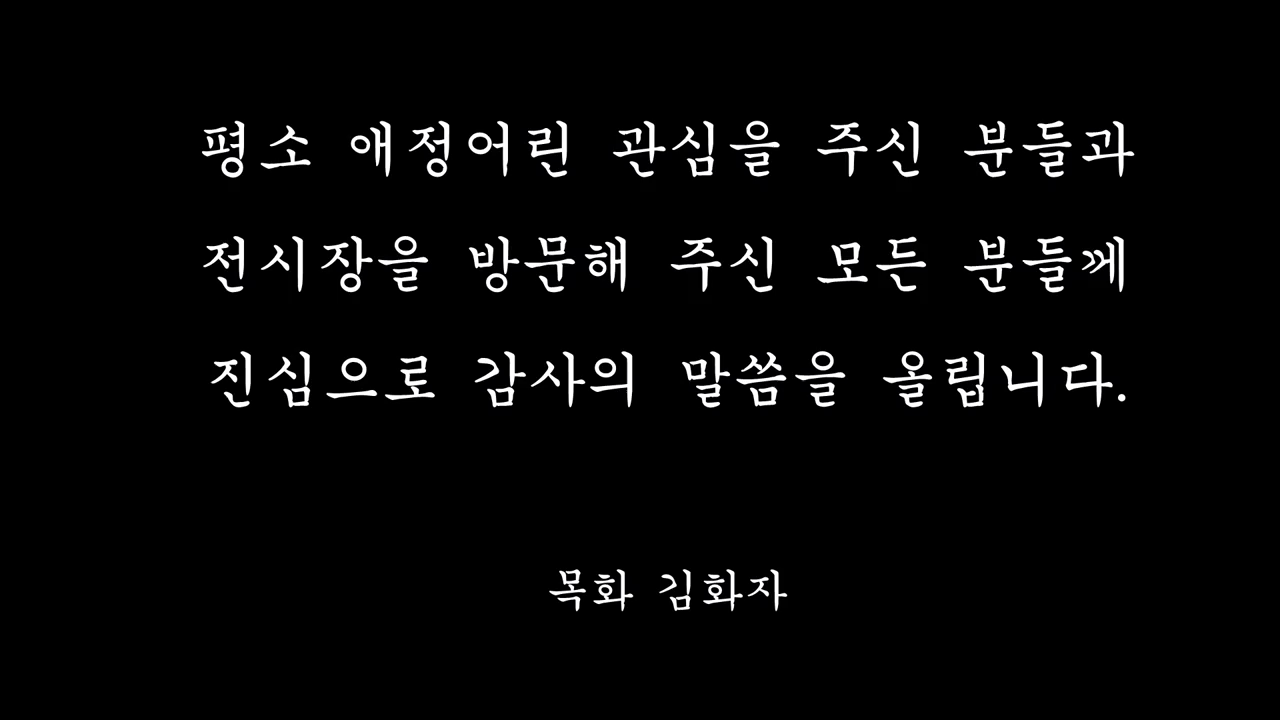 평소 애정어린 관심을 주신 분들과
전시장을 방문해 주신 모든 분들께
진심으로 감사의 말씀을 올립니다.
목화 김화자